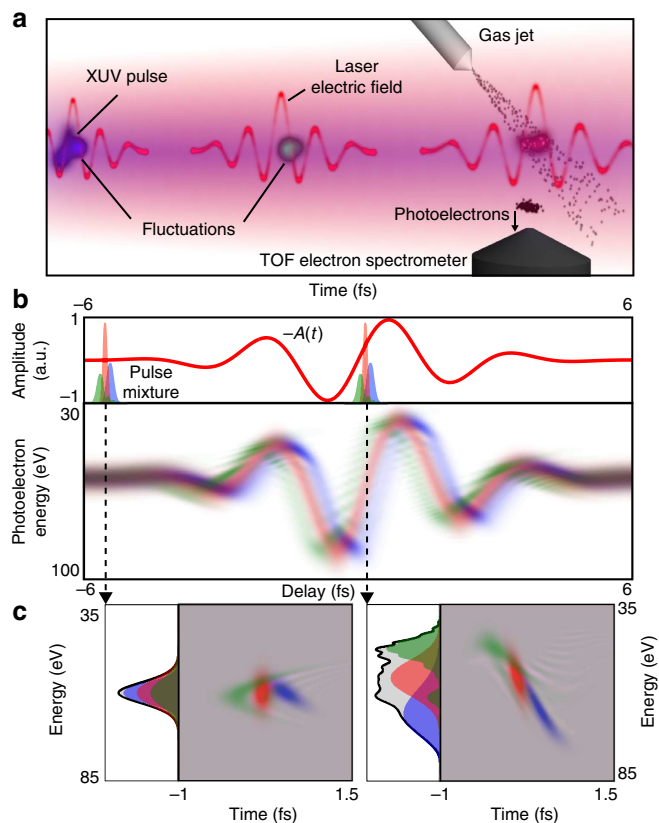 a
Gas jet
XUV pulse
Laser
electric field
Fluctuations
Photoelectrons
TOF electron spectrometer
Time (fs)
b
−6
6
1
−A(t)
Amplitude
(a.u.)
Pulse
mixture
−1
30
Photoelectron
energy (eV)
100
−6
Delay (fs)
6
c
35
35
Energy (eV)
Energy (eV)
85
85
−1
1.5
−1
1.5
Time (fs)
Time (fs)